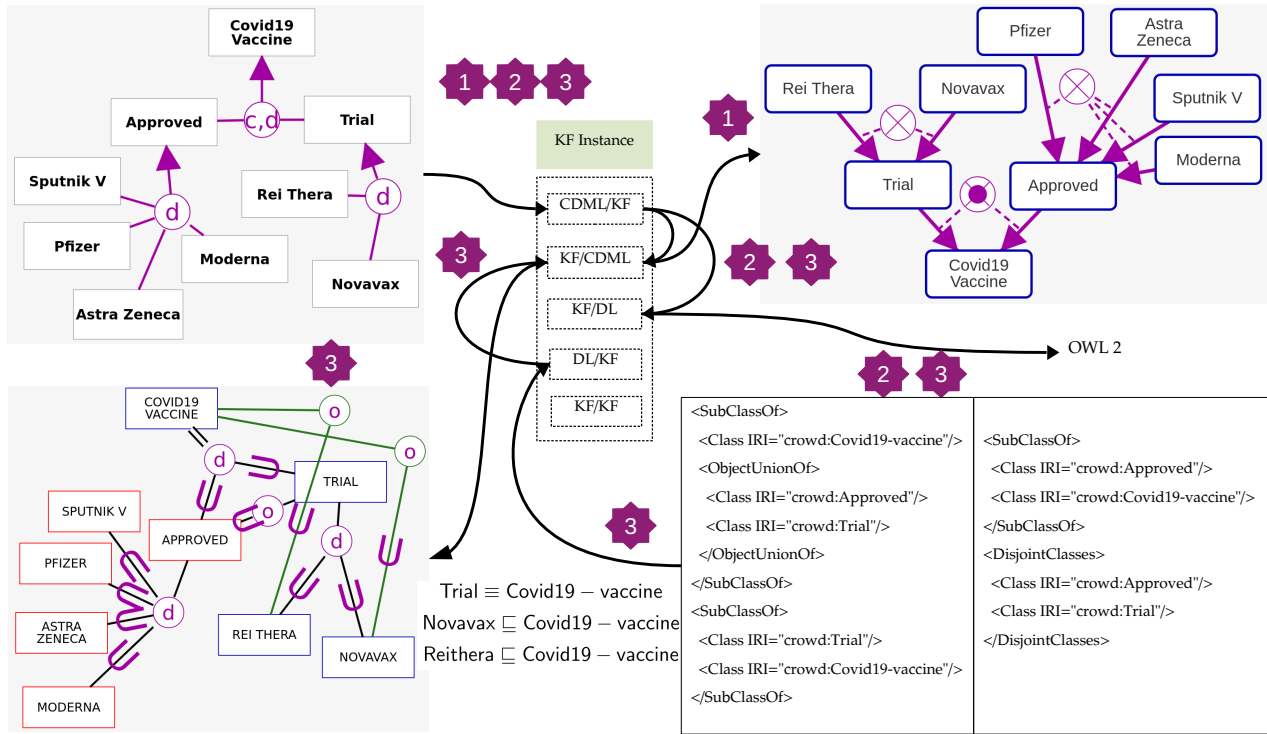 Covid19
Vaccine
Approved
c,d
Trial
Sputnik V
Rei Thera
d
d
Pfizer
Moderna
Novavax
Astra Zeneca
1
2
3
KF Instance
CDML/KF
KF/CDML
KF/DL
DL/KF
KF/KF
1
3
2
3
Pfizer
Astra
Zeneca
Rei Thera
Novavax
Sputnik V
Moderna
Trial
Approved
Covid19
Vaccine
OWL 2
2
3
3
COVID19
VACCINE
o
o
d
TRIAL
SPUTNIK V
o
APPROVED
d
PFIZER
d
ASTRA
ZENECA
REI THERA
NOVAVAX
MODERNA
3
Trial ≡ Covid19 − vaccine
Novavax ⊑ Covid19 − vaccine
Reithera ⊑ Covid19 − vaccine
<SubClassOf>
<Class IRI="crowd:Covid19-vaccine"/>
<ObjectUnionOf>
<Class IRI="crowd:Approved"/>
<Class IRI="crowd:Trial"/>
</ObjectUnionOf>
</SubClassOf>
<SubClassOf>
<Class IRI="crowd:Trial"/>
<Class IRI="crowd:Covid19-vaccine"/>
</SubClassOf>
<SubClassOf>
<Class IRI="crowd:Approved"/>
<Class IRI="crowd:Covid19-vaccine"/>
</SubClassOf>
<DisjointClasses>
<Class IRI="crowd:Approved"/>
<Class IRI="crowd:Trial"/>
</DisjointClasses>